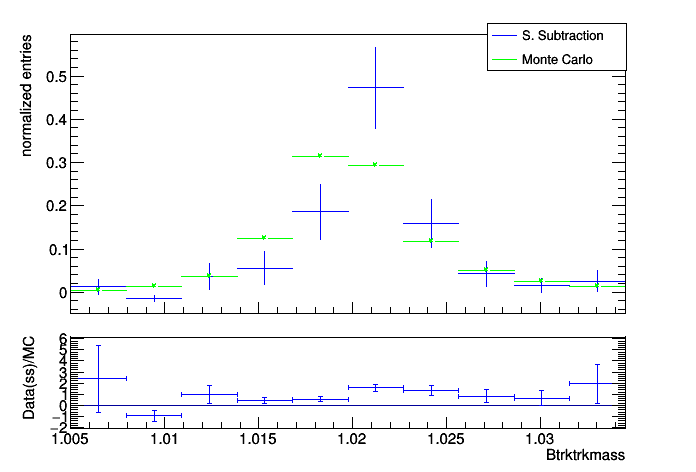 S. Subtraction
Monte Carlo
normalized entries
0.5
0.4
0.3
0.2
0.1
0
Data(ss)/MC
6
5
4
3
2
1
0
−1
−2
1.005 1.01 1.015 1.02 1.025 1.03
Btrktrkmass